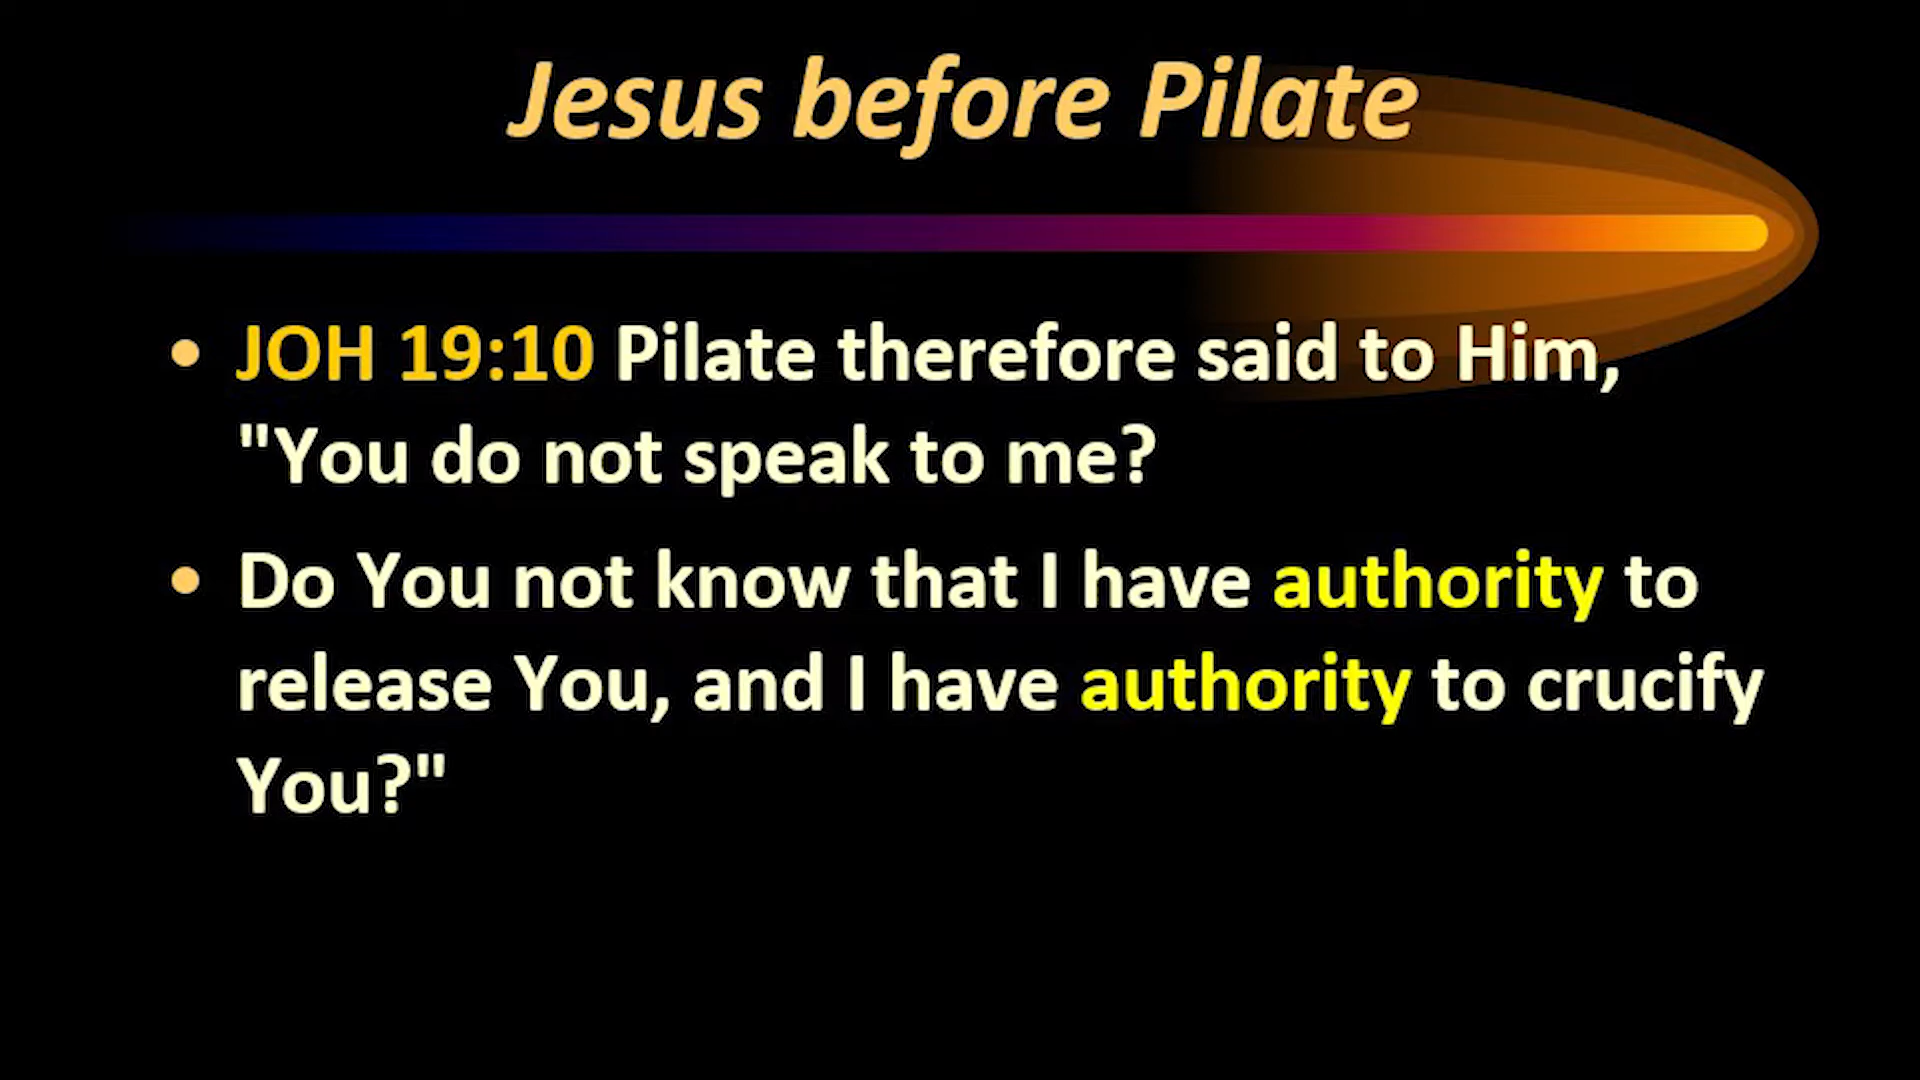 Jesus before Pilate
• JOH 19:10 Pilate therefore said to Him,
"You do not speak to me?
• Do You not know that I have authority to
release You, and I have authority to crucify
You?"